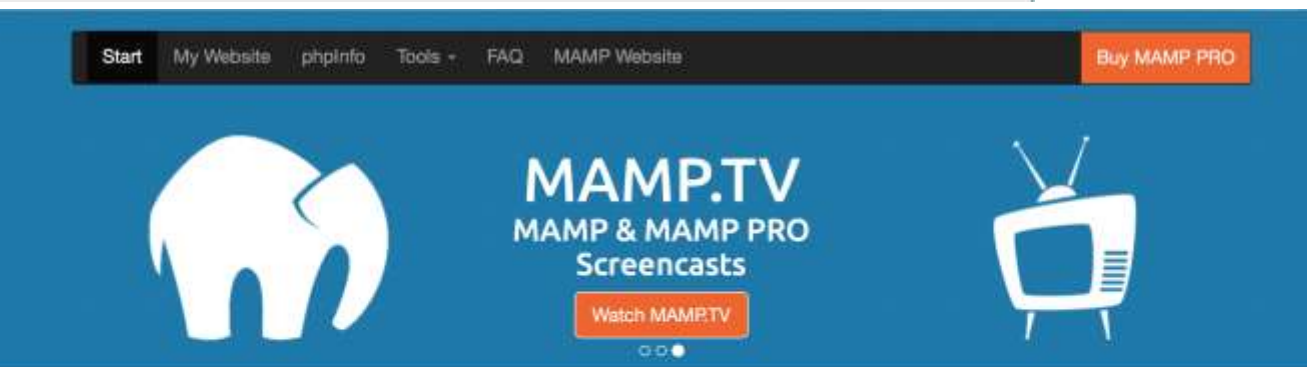 Start My Website phpInfo Tools FAQ MAMP Website Buy MAMP PRO
MAMP.TV
MAMP & MAMP PRO
Screencasts
Watch MAMP.TV